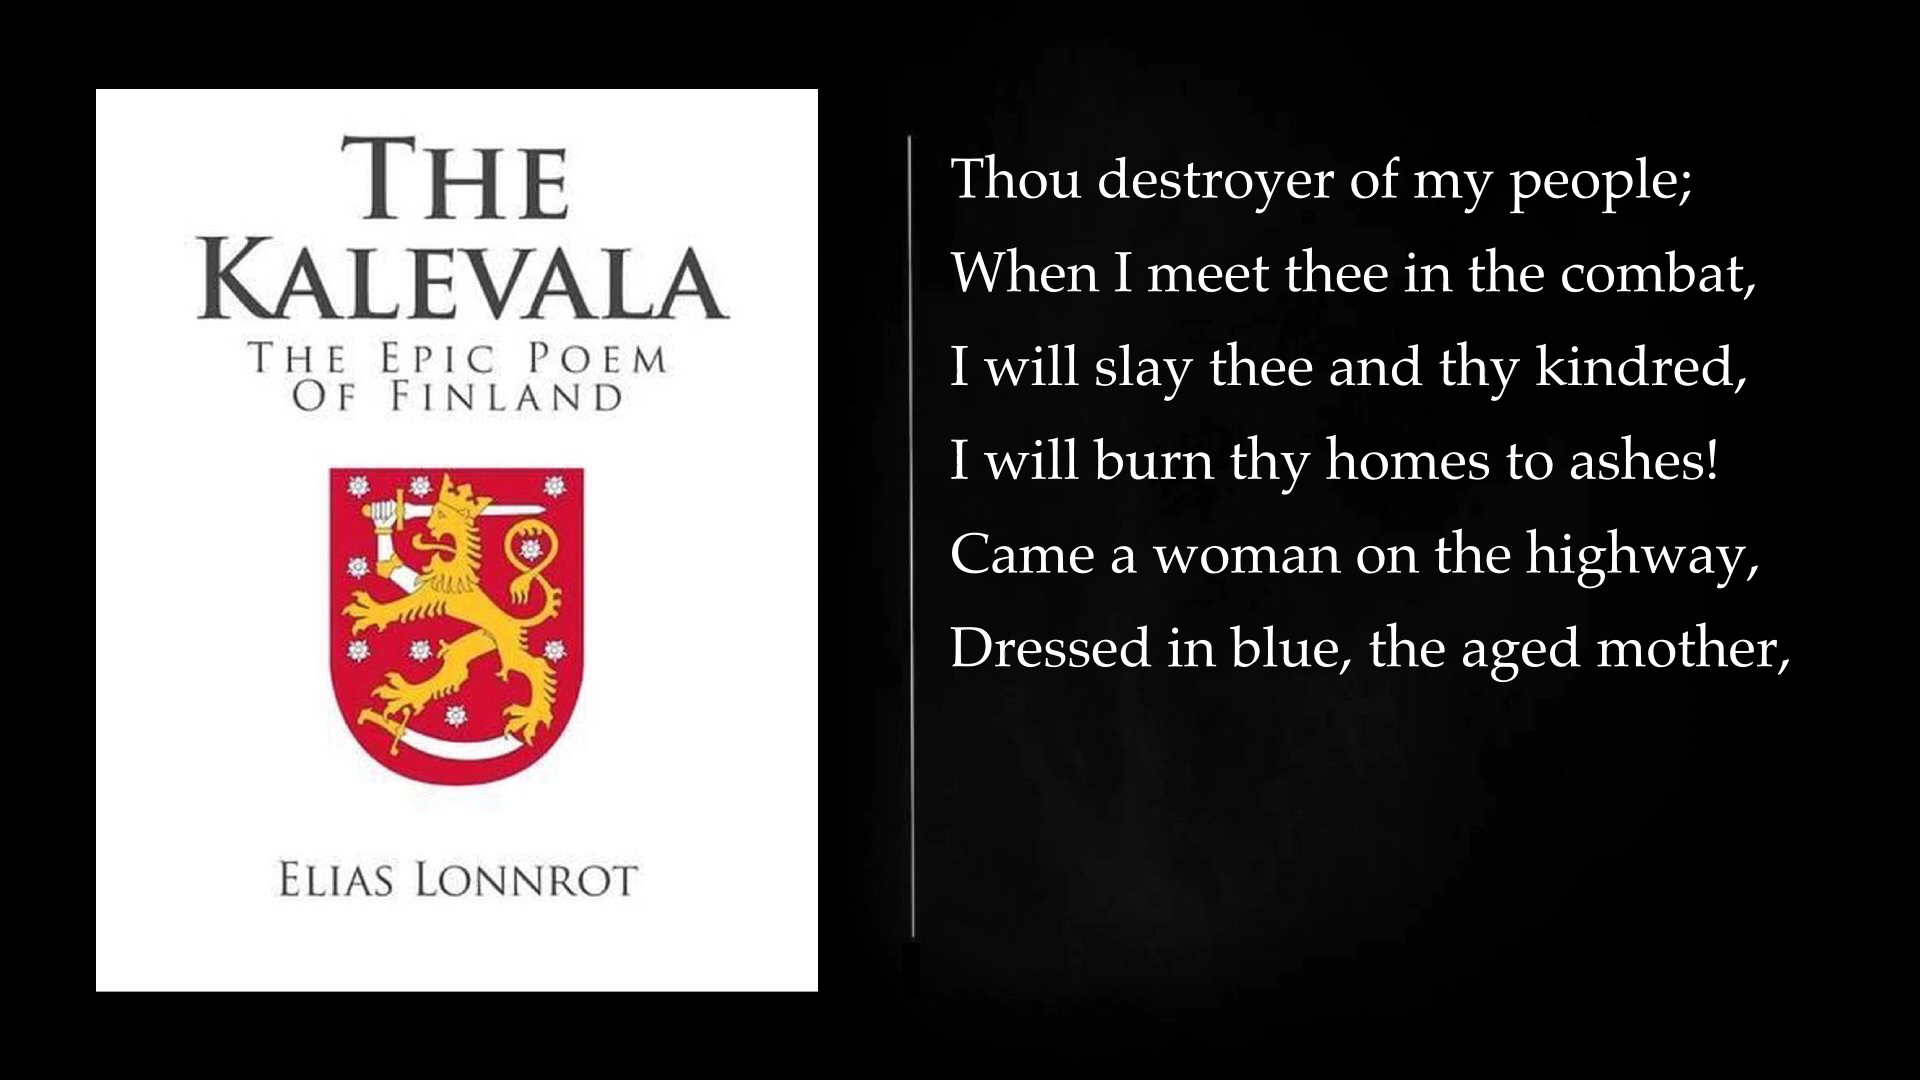 THE
KALEVALA
THE EPIC POEM
OF FINLAND
ELIAS LONNROT
Thou destroyer of my people;
When I meet thee in the combat,
I will slay thee and thy kindred,
I will burn thy homes to ashes!
Came a woman on the highway,
Dressed in blue, the aged mother,